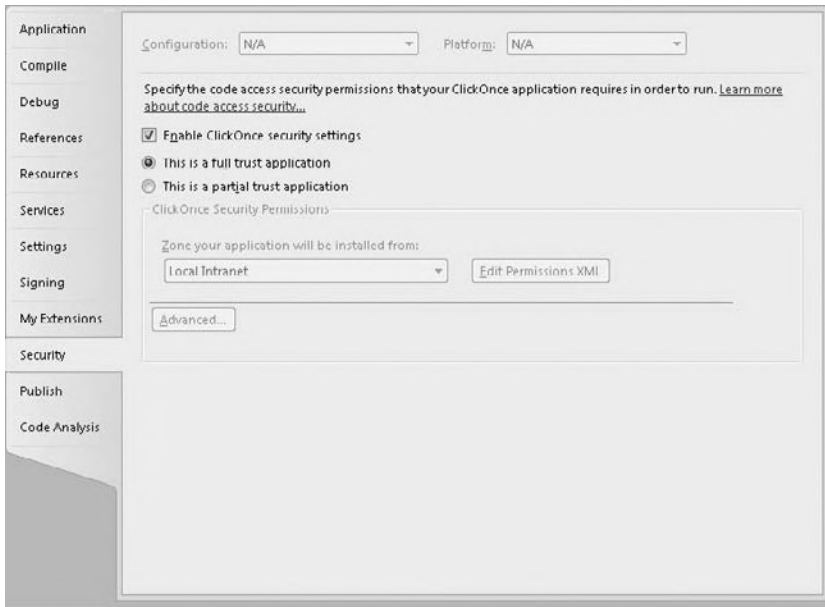 Application
Compile
Debug
References
Resources
Services
Settings
Signing
My Extensions
Security
Publish
Code Analysis
Configuration: N/A Platform: N/A
Specify the code access security permissions that your ClickOnce application requires in order to run. Learn more
about code access security...
Enable ClickOnce security settings
This is a full trust application
This is a partial trust application
ClickOnce Security Permissions
Zone your application will be installed from:
Local Intranet Edit Permissions XML
Advanced...